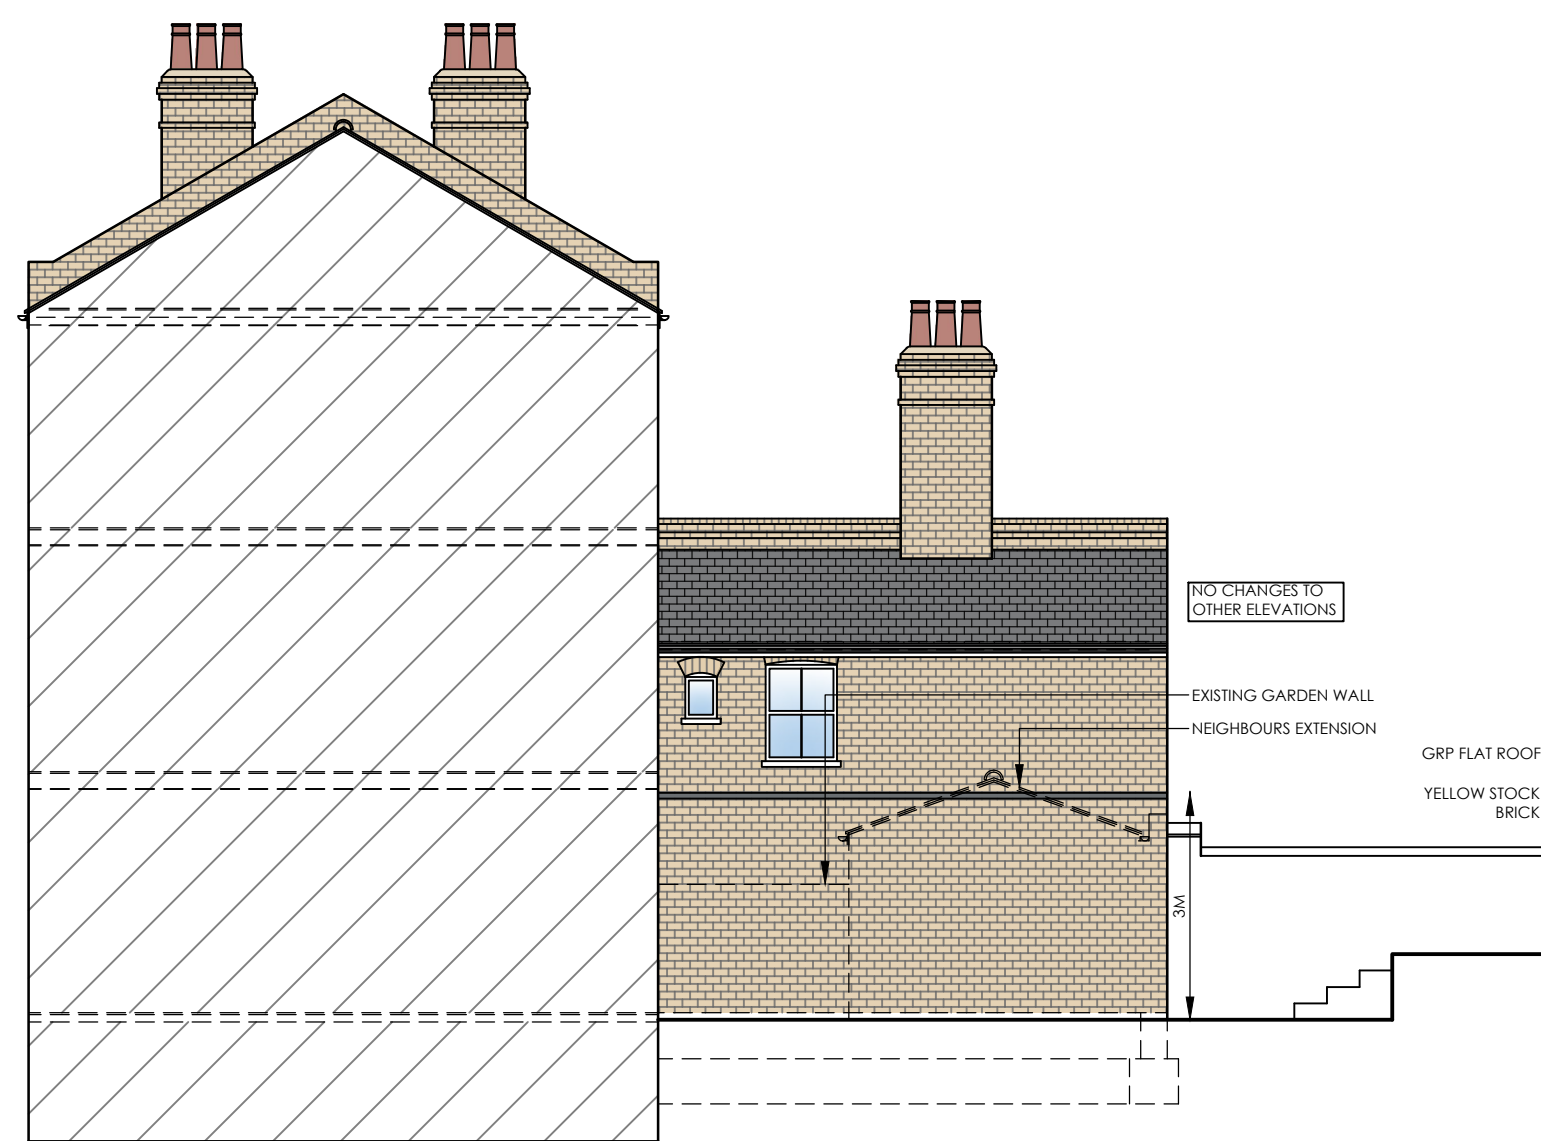 NO CHANGES TO
OTHER ELEVATIONS
EXISTING GARDEN WALL
NEIGHBOURS EXTENSION
GRP FLAT ROOF
YELLOW STOCK
BRICK
3M